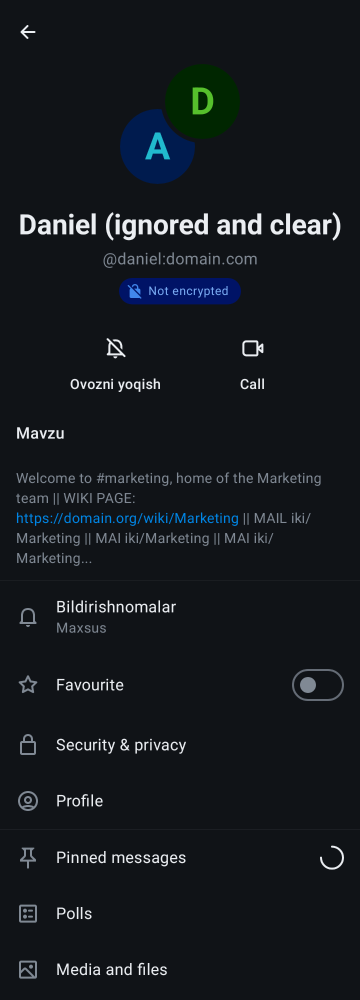 D
A
Daniel (ignored and clear)
@daniel:domain.com
Not encrypted
Ovozni yoqish
Call
Mavzu
Welcome to #marketing, home of the Marketing
team || WIKI PAGE:
https://domain.org/wiki/Marketing || MAIL iki/
Marketing || MAI iki/Marketing || MAI iki/
Marketing...
Bildirishnomalar
Maxsus
Favourite
Security & privacy
Profile
Pinned messages
Polls
Media and files